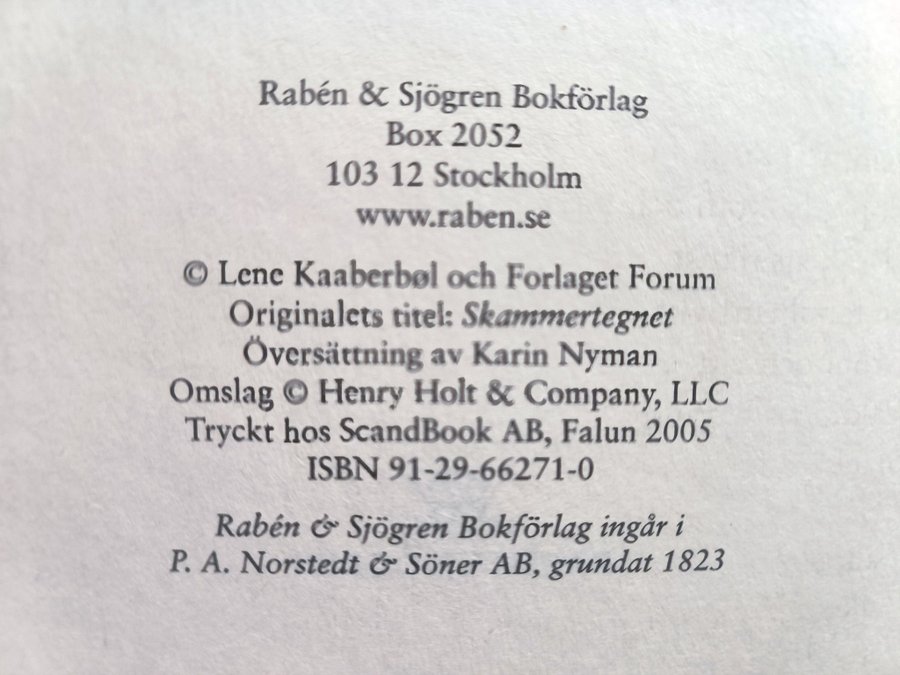 Rabén & Sjögren Bokförlag
Box 2052
103 12 Stockholm
www.raben.se
© Lene Kaaberbøl och Forlaget Forum
Originalets titel: Skammertegnet
Översättning av Karin Nyman
Omslag © Henry Holt & Company, LLC
Tryckt hos ScandBook AB, Falun 2005
ISBN 91-29-66271-0
Rabén & Sjögren Bokförlag ingår i
P. A. Norstedt & Söner AB, grundat 1823